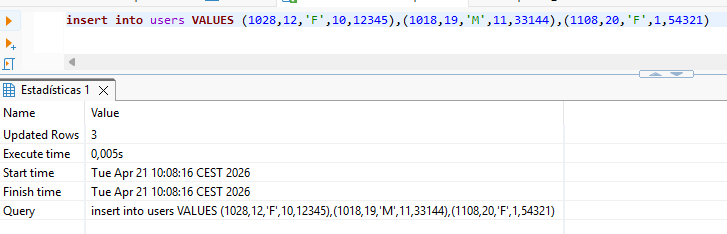 insert into users VALUES (1028,12,'F',10,12345),(1018,19,'M',11,33144),(1108,20,'F',1,54321)
Estadísticas 1
Name Value
Updated Rows 3
Execute time 0,005s
Start time Tue Apr 21 10:08:16 CEST 2026
Finish time Tue Apr 21 10:08:16 CEST 2026
Query insert into users VALUES (1028,12,'F',10,12345),(1018,19,'M',11,33144),(1108,20,'F',1,54321)